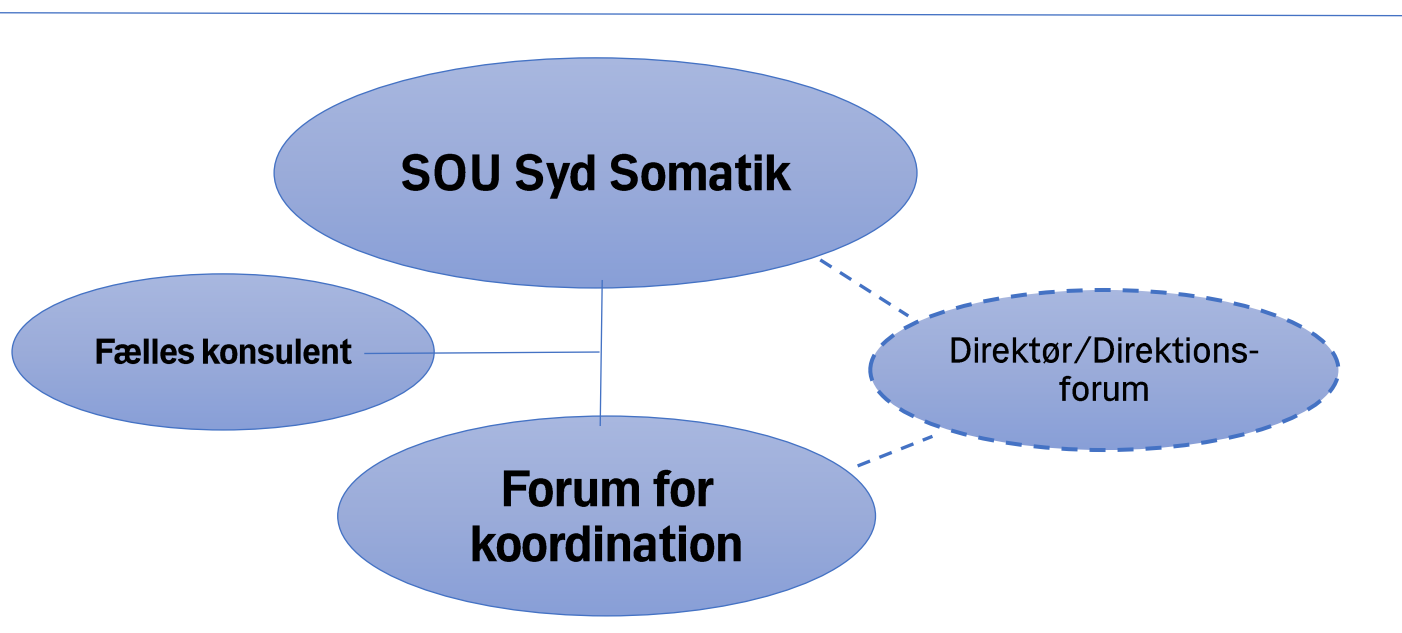 SOU Syd Somatik
Fælles konsulent
Direktør/Direktions-
forum
Forum for
koordination